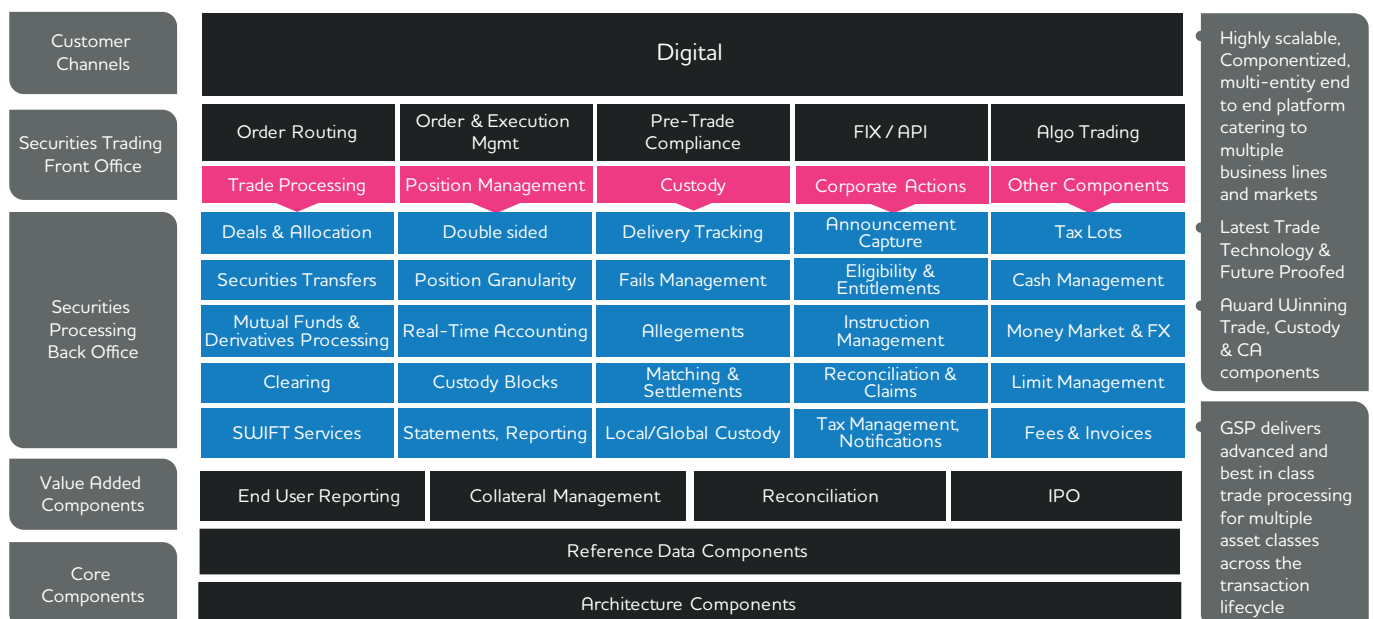 Customer
Channels
Digital
Securities Trading
Front Office
Order Routing
Order & Execution
Mgmt
Pre-Trade
Compliance
FIX / API
Algo Trading
Trade Processing
Position Management
Custody
Corporate Actions
Other Components
Securities
Processing
Back Office
Deals & Allocation
Double sided
Delivery Tracking
Announcement
Capture
Tax Lots
Securities Transfers
Position Granularity
Fails Management
Eligibility &
Entitlements
Cash Management
Mutual Funds &
Derivatives Processing
Real-Time Accounting
Allegements
Instruction
Management
Money Market & FX
Clearing
Custody Blocks
Matching &
Settlements
Reconciliation &
Claims
Limit Management
SWIFT Services
Statements, Reporting
Local/Global Custody
Tax Management,
Notifications
Fees & Invoices
Value Added
Components
End User Reporting
Collateral Management
Reconciliation
IPO
Core
Components
Reference Data Components
Architecture Components
Highly scalable,
Componentized,
multi-entity end
to end platform
catering to
multiple
business lines
and markets
Latest Trade
Technology &
Future Proofed
Award Winning
Trade, Custody
& CA
components
GSP delivers
advanced and
best in class
trade processing
for multiple
asset classes
across the
transaction
lifecycle